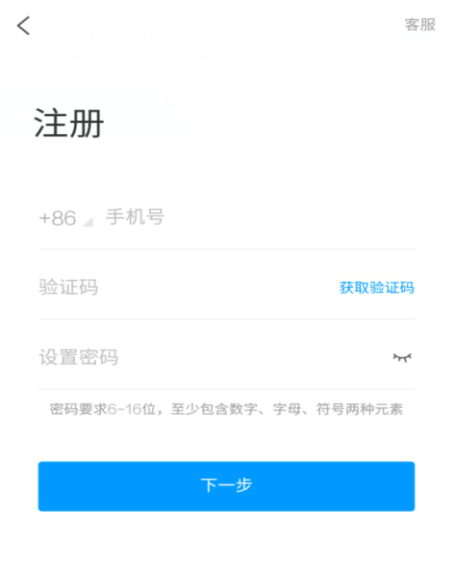 客服
注册
+86 手机号
验证码 获取验证码
设置密码
密码要求6-16位，至少包含数字、字母、符号两种元素
下一步